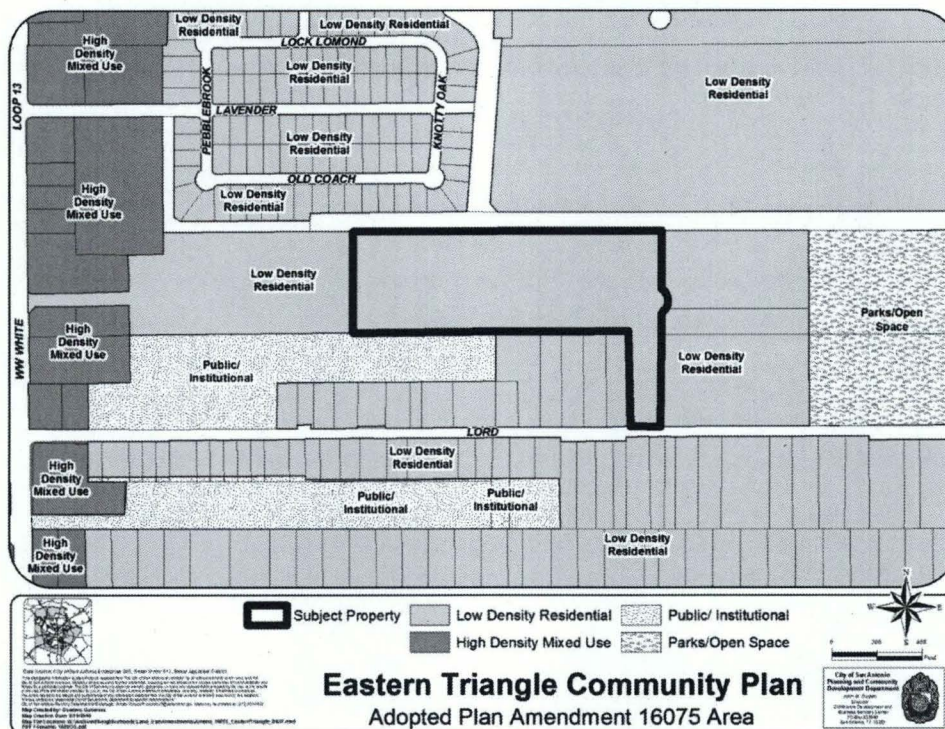 Low Density
Residential
Low Density Residential
High
Density
Mixed Use
LOCK LOMOND
Low Density
Residential
Low Density
Residential
LOOP 13
PEBBLEBROOK
KNOTTY OAK
LAVENDER
Low Density
Residential
OLD COACH
High
Density
Mixed Use
Low Density
Residential
Low Density
Residential
Parks/Open
Space
WW WHITE
High
Density
Mixed Use
Public/
Institutional
Low Density
Residential
LORD
High
Density
Mixed Use
Low Density
Residential
Public/
Institutional
Public/
Institutional
High
Density
Mixed Use
Low Density
Residential
N
W
E
S
Subject Property
Low Density Residential
Public/ Institutional
High Density Mixed Use
Parks/Open Space
Eastern Triangle Community Plan
Adopted Plan Amendment 16075 Area
City of San Antonio
Planning and Community
Development Department